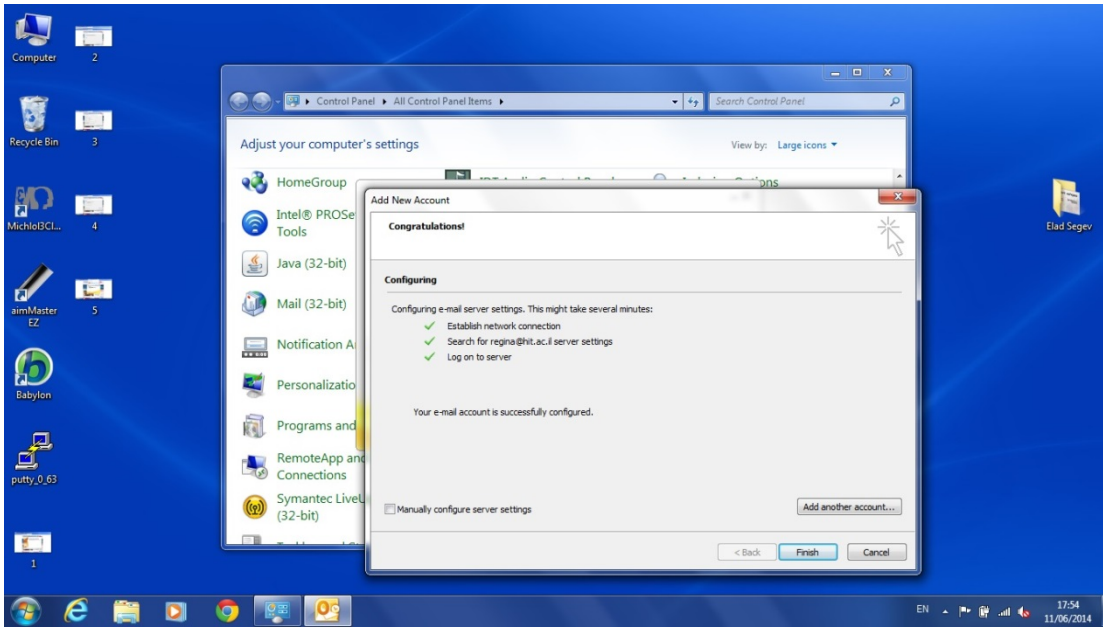 Computer
2
Recycle Bin
3
Michlol3Cl...
4
aimMaster
EZ
5
Babylon
putty_0_63
1
Elad Segev
Control Panel
All Control Panel Items
Search Control Panel
Adjust your computer's settings
View by: Large icons
HomeGroup
Intel® PROSe
Tools
Java (32-bit)
Mail (32-bit)
Notification A
Personalizatio
Programs and
RemoteApp and
Connections
Symantec LiveU
(32-bit)
Add New Account
Congratulations!
Configuring
Configuring e-mail server settings. This might take several minutes:
Establish network connection
Search for regina@hit.ac.il server settings
Log on to server
Your e-mail account is successfully configured.
Manually configure server settings
Add another account...
< Back
Finish
Cancel
EN
17:54
11/06/2014